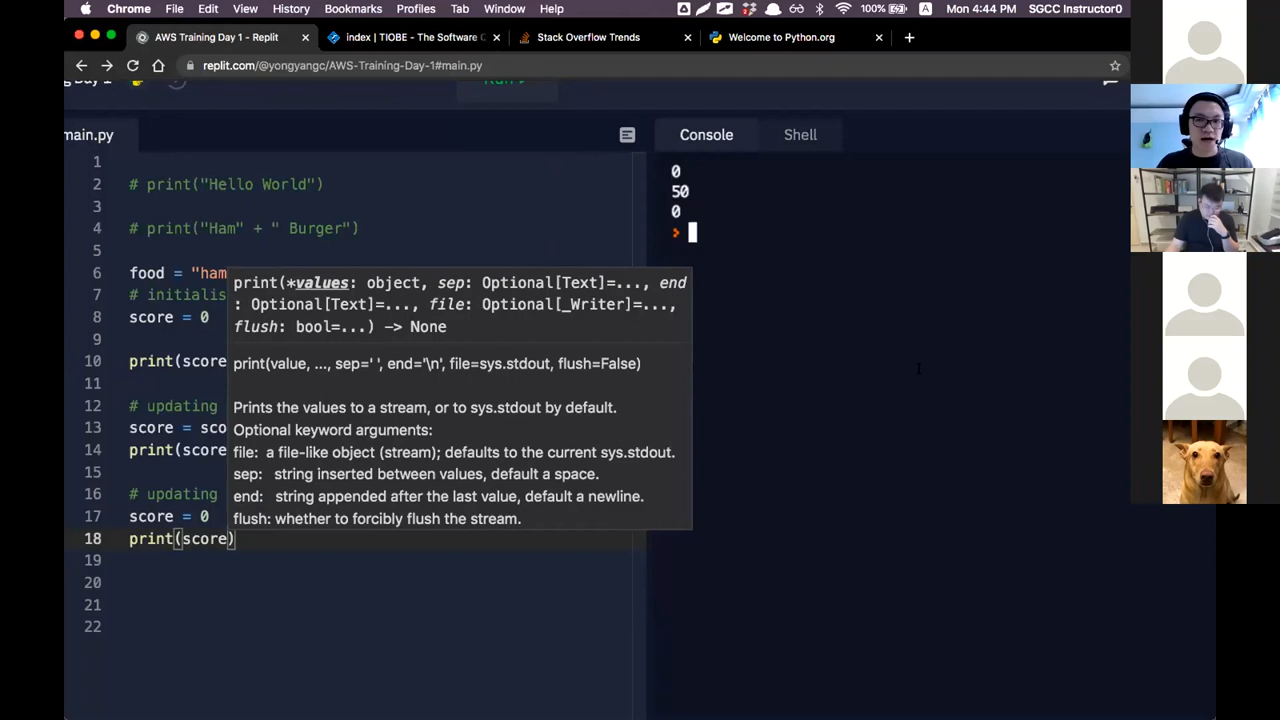 Chrome File Edit View History Bookmarks Profiles Tab Window Help 100% A Mon 4:44 PM SGCC Instructor0
AWS Training Day 1 - Replit index | TIOBE - The Software C Stack Overflow Trends Welcome to Python.org
replit.com/@yongyangc/AWS-Training-Day-1#main.py
g Day 1 Run
main.py
Console Shell
1
2 # print("Hello World")
3
4 # print("Ham" + " Burger")
5
6 food = "ham
7 # initialis
8 score = 0
9
10 print(score
11
12 # updating
13 score = sco
14 print(score
15
16 # updating
17 score = 0
18 print(score)
19
20
21
22
print(*values: object, sep: Optional[Text]=..., end
: Optional[Text]=..., file: Optional[_Writer]=...,
flush: bool=...) -> None
print(value, ..., sep=' ', end='\n', file=sys.stdout, flush=False)
Prints the values to a stream, or to sys.stdout by default.
Optional keyword arguments:
file: a file-like object (stream); defaults to the current sys.stdout.
sep: string inserted between values, default a space.
end: string appended after the last value, default a newline.
flush: whether to forcibly flush the stream.
0
50
0
>